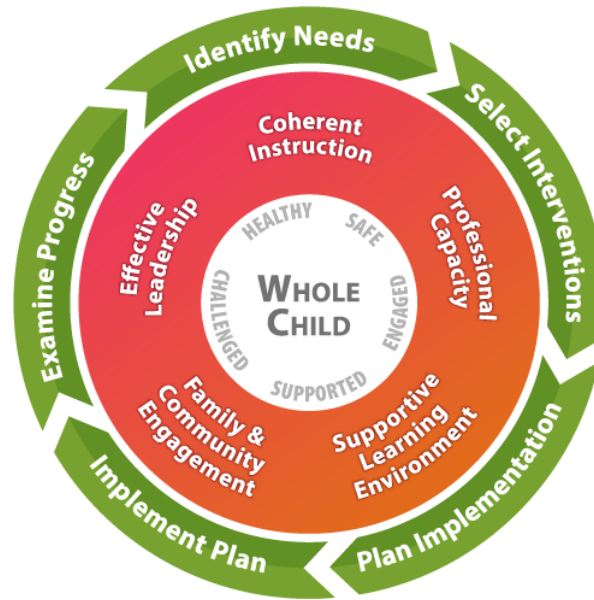 Identify Needs
Select Interventions
Plan Implementation
Implement Plan
Examine Progress
Coherent
Instruction
Professional
Capacity
Supportive
Learning
Environment
Family &
Community
Engagement
Effective
Leadership
HEALTHY
SAFE
ENGAGED
SUPPORTED
CHALLENGED
WHOLE
CHILD